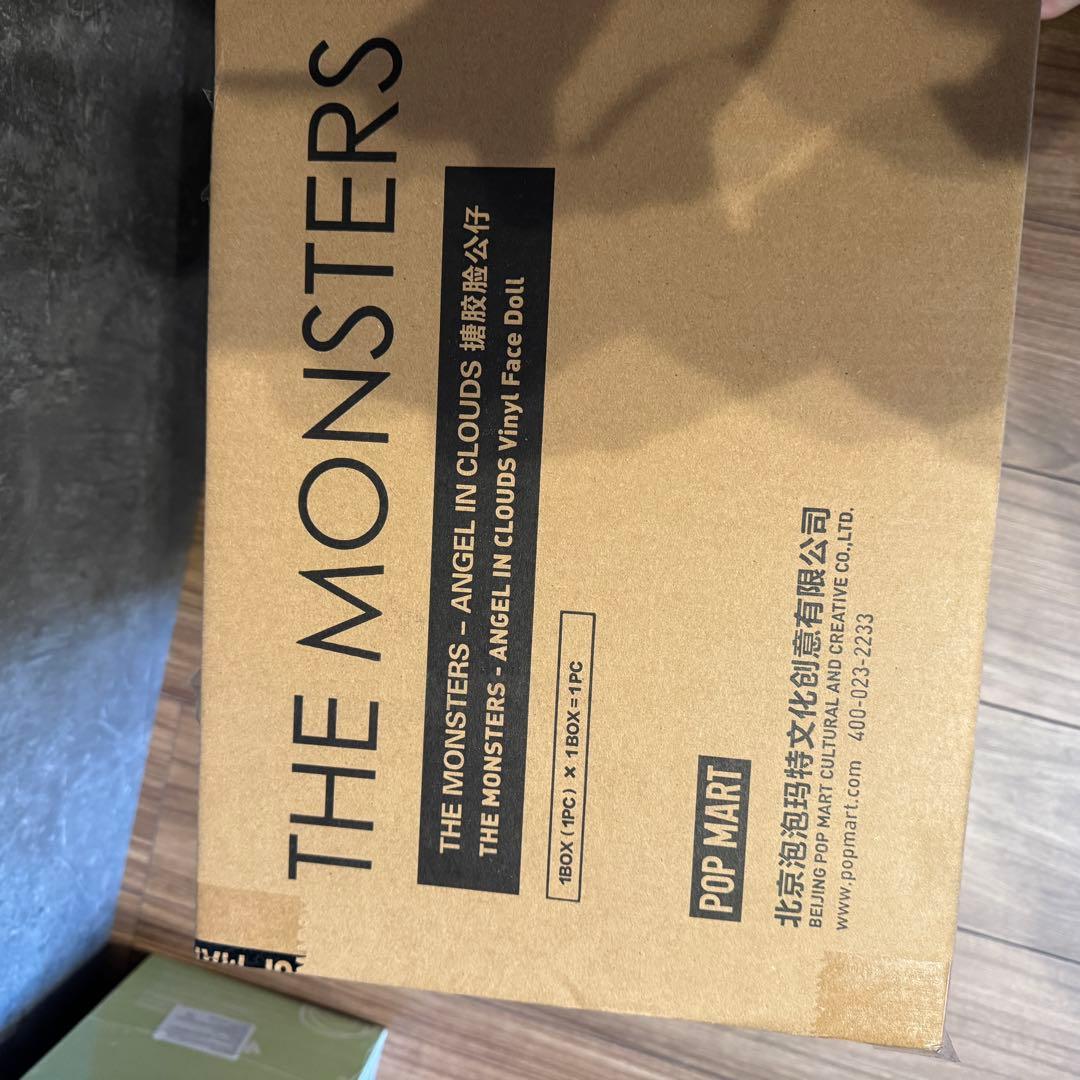 THE MONSTERS
THE MONSTERS – ANGEL IN CLOUDS 搪胶脸公仔
THE MONSTERS - ANGEL IN CLOUDS Vinyl Face Doll
1BOX (1PC) × 1BOX=1PC
POP MART
北京泡泡玛特文化创意有限公司
BEIJING POP MART CULTURAL AND CREATIVE CO.,LTD.
www.popmart.com 400-023-2233